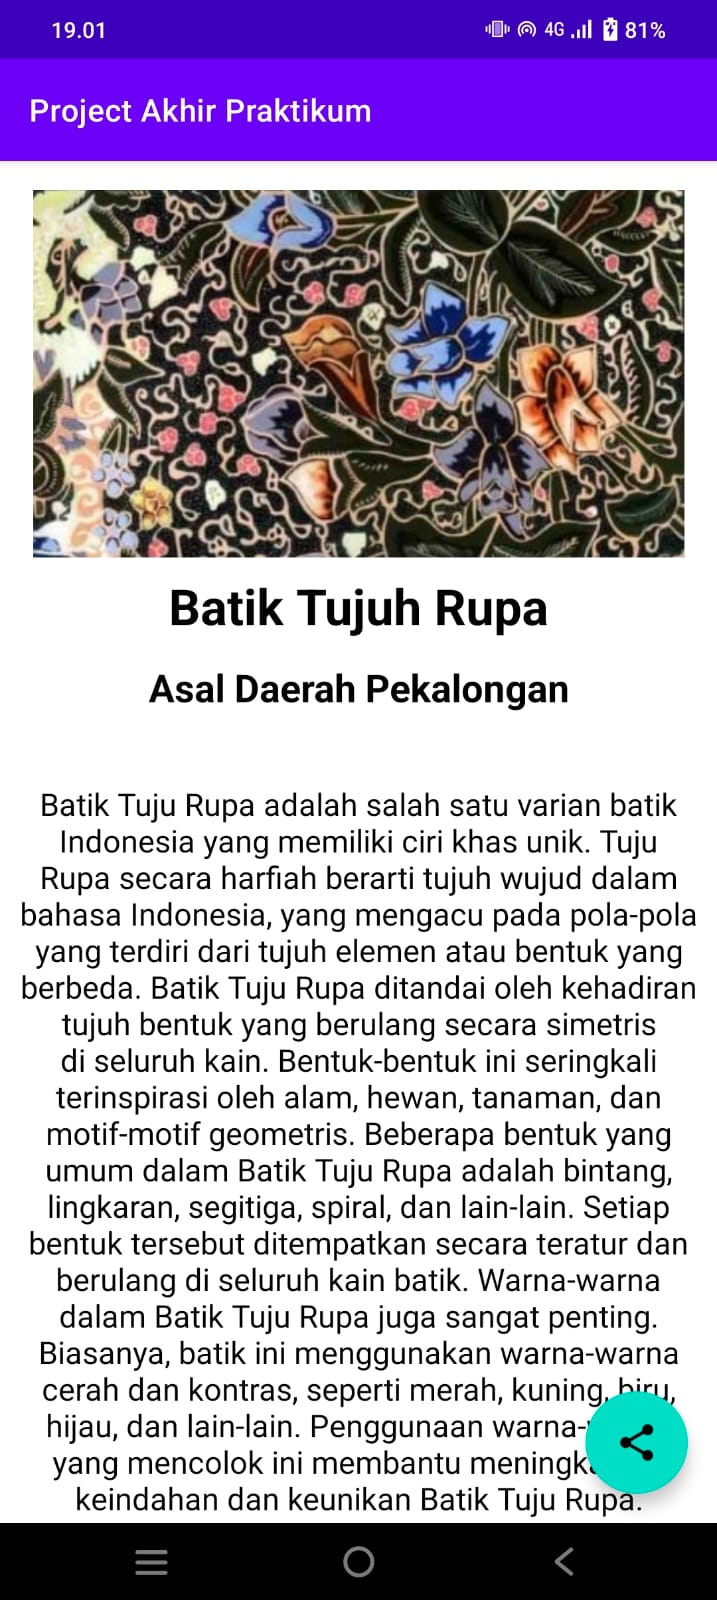 19.01
4G
81%
Project Akhir Praktikum
Batik Tujuh Rupa
Asal Daerah Pekalongan
Batik Tuju Rupa adalah salah satu varian batik
Indonesia yang memiliki ciri khas unik. Tuju
Rupa secara harfiah berarti tujuh wujud dalam
bahasa Indonesia, yang mengacu pada pola-pola
yang terdiri dari tujuh elemen atau bentuk yang
berbeda. Batik Tuju Rupa ditandai oleh kehadiran
tujuh bentuk yang berulang secara simetris
di seluruh kain. Bentuk-bentuk ini seringkali
terinspirasi oleh alam, hewan, tanaman, dan
motif-motif geometris. Beberapa bentuk yang
umum dalam Batik Tuju Rupa adalah bintang,
lingkaran, segitiga, spiral, dan lain-lain. Setiap
bentuk tersebut ditempatkan secara teratur dan
berulang di seluruh kain batik. Warna-warna
dalam Batik Tuju Rupa juga sangat penting.
Biasanya, batik ini menggunakan warna-warna
cerah dan kontras, seperti merah, kuning, biru,
hijau, dan lain-lain. Penggunaan
yang mencolok ini membantu
keindahan dan keunikan Batik Tuju Rupa.